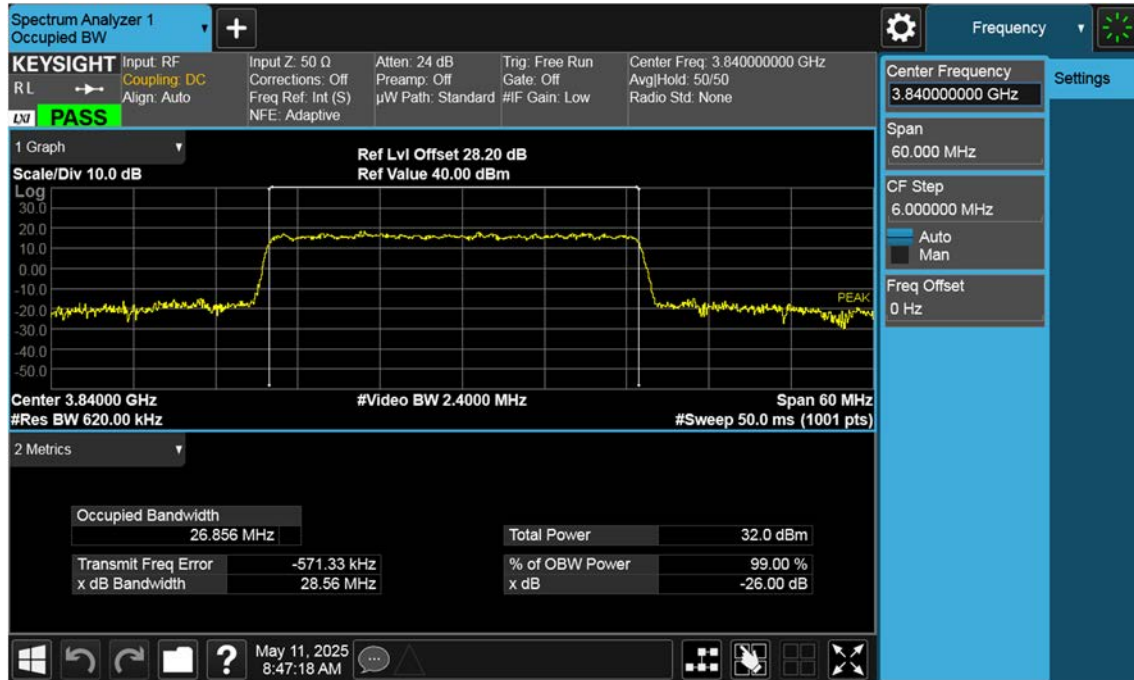 Spectrum Analyzer 1
Occupied BW
Frequency
KEYSIGHT
R L
LXI
PASS
Input: RF
Coupling: DC
Align: Auto
Input Z: 50 Ω
Corrections: Off
Freq Ref: Int (S)
NFE: Adaptive
Atten: 24 dB
Preamp: Off
µW Path: Standard
Trig: Free Run
Gate: Off
#IF Gain: Low
Center Freq: 3.840000000 GHz
Avg|Hold: 50/50
Radio Std: None
Center Frequency
3.840000000 GHz
Settings
Span
60.000 MHz
CF Step
6.000000 MHz
Auto
Man
Freq Offset
0 Hz
1 Graph
Scale/Div 10.0 dB
Ref Lvl Offset 28.20 dB
Ref Value 40.00 dBm
Log
30.0
20.0
10.0
0.00
-10.0
-20.0
-30.0
-40.0
-50.0
PEAK
Center 3.84000 GHz
#Video BW 2.4000 MHz
Span 60 MHz
#Res BW 620.00 kHz
#Sweep 50.0 ms (1001 pts)
2 Metrics
Occupied Bandwidth
26.856 MHz
Total Power 32.0 dBm
Transmit Freq Error -571.33 kHz
% of OBW Power 99.00 %
x dB Bandwidth 28.56 MHz
x dB -26.00 dB
?
May 11, 2025
8:47:18 AM